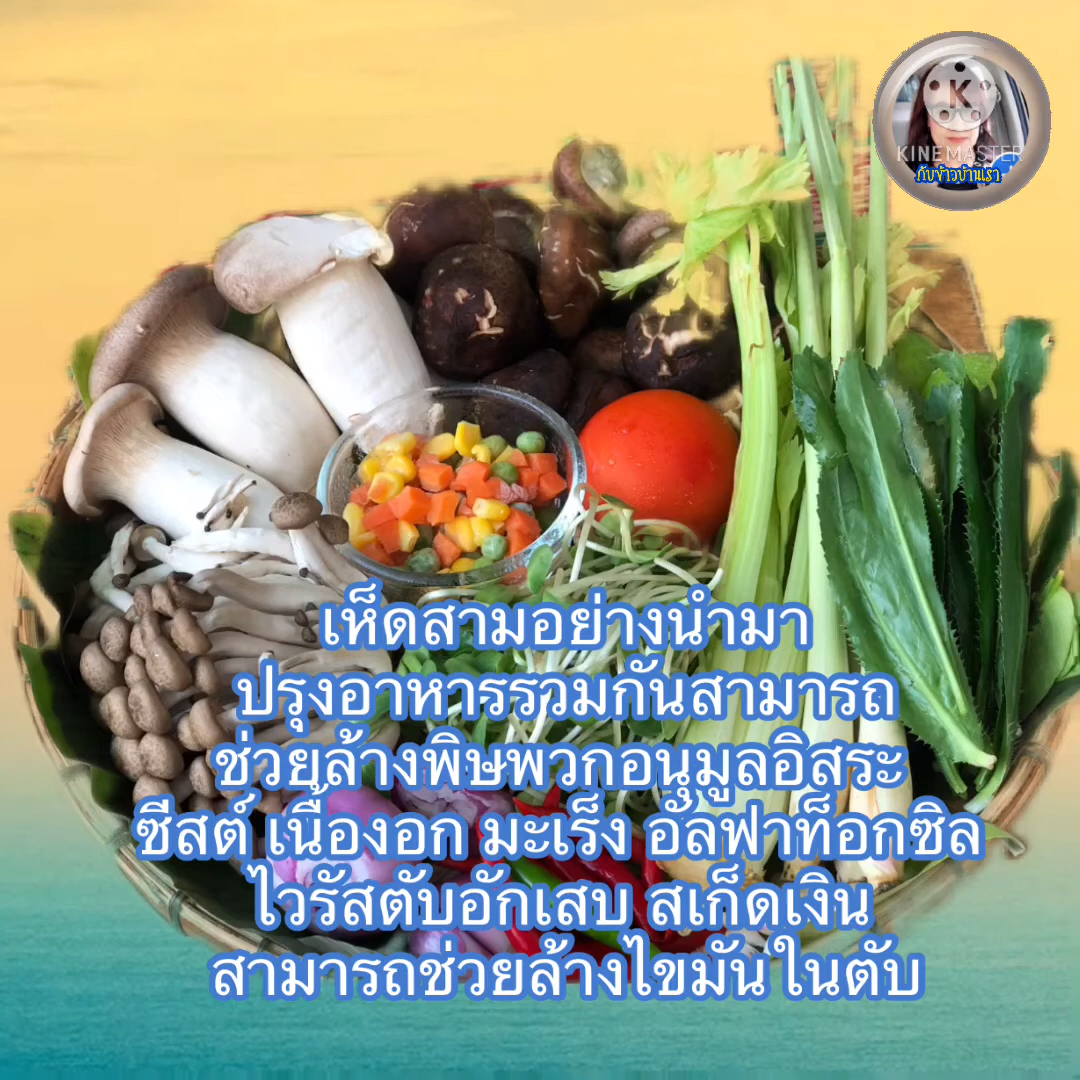 K
KINEMASTER
กับข้าวบ้านเรา
เห็ดสามอย่างนำมา
ปรุงอาหารรวมกันสามารถ
ช่วยล้างพิษพวกอนุมูลอิสระ
ซีสต์ เนื้องอก มะเร็ง อัลฟาท็อกซิล
ไวรัสตับอักเสบ สเก็ดเงิน
สามารถช่วยล้างไขมันในตับ